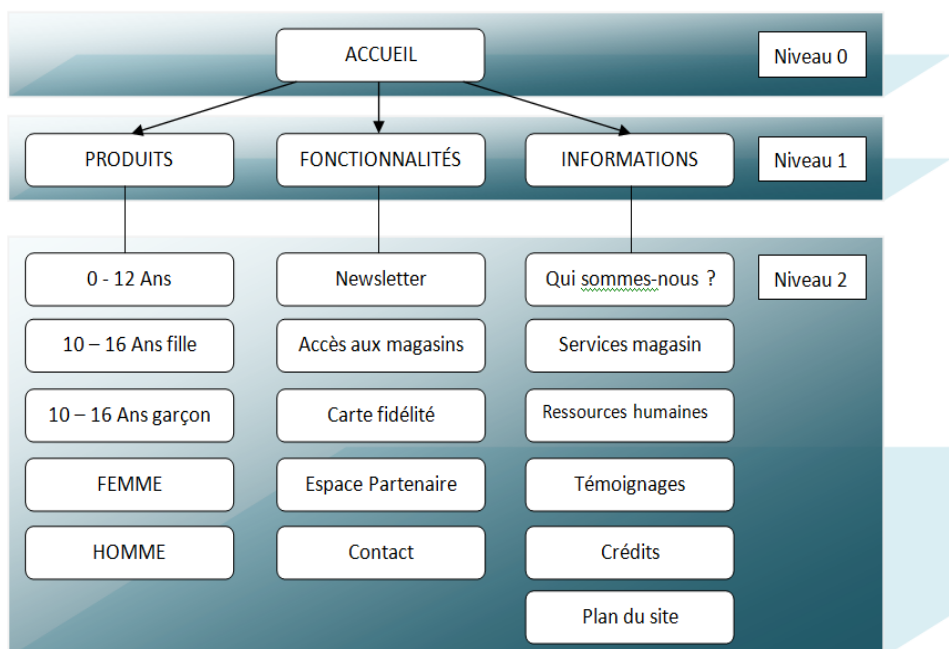 ACCUEIL
Niveau 0
PRODUITS
FONCTIONNALITÉS
INFORMATIONS
Niveau 1
0 - 12 Ans
Newsletter
Qui sommes-nous ?
Niveau 2
10 – 16 Ans fille
Accès aux magasins
Services magasin
10 – 16 Ans garçon
Carte fidélité
Ressources humaines
FEMME
Espace Partenaire
Témoignages
HOMME
Contact
Crédits
Plan du site